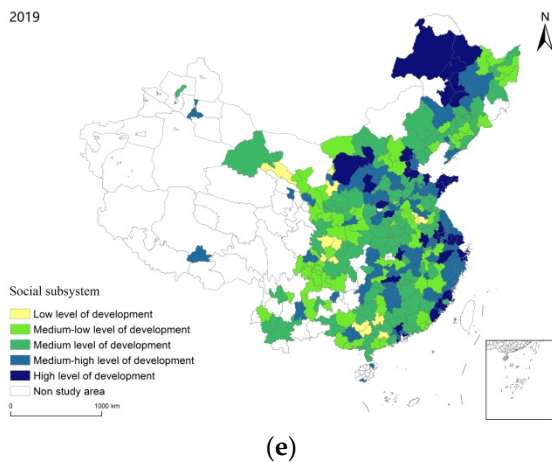 2019
N
Social subsystem
Low level of development
Medium-low level of development
Medium level of development
Medium-high level of development
High level of development
Non study area
0 1000 km
(e)